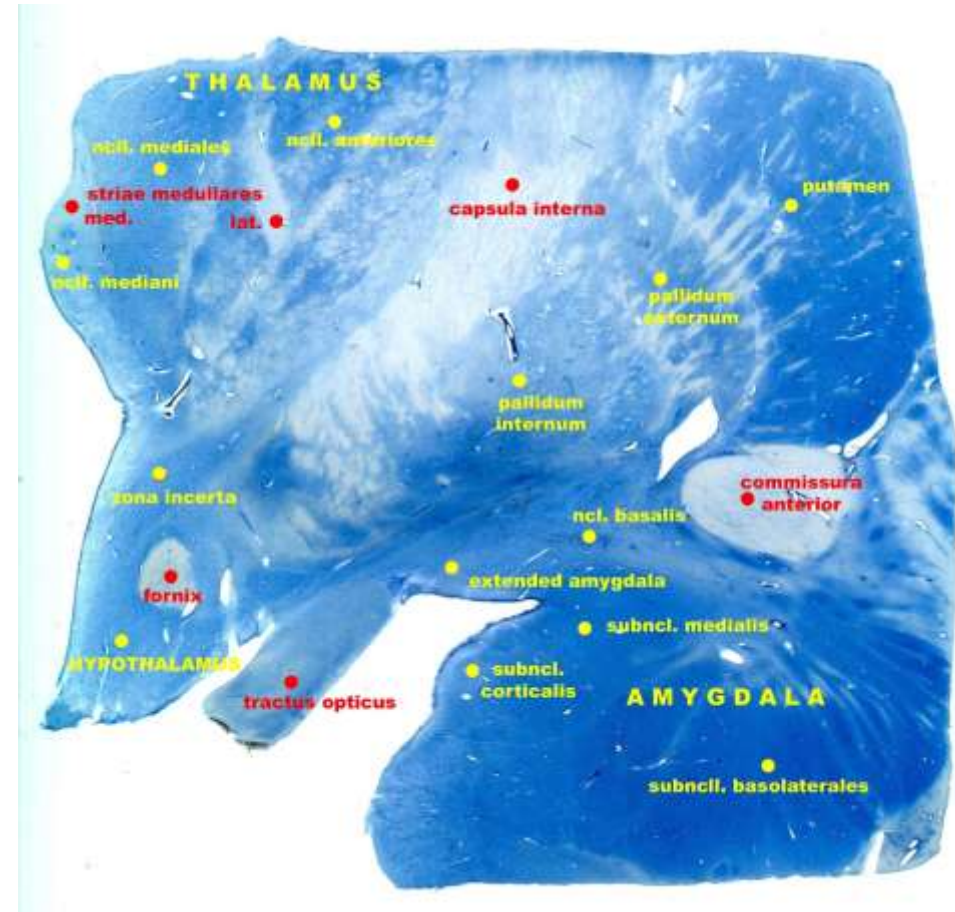 THALAMUS
ncll. mediales
ncll. anteriores
striae medullares
med.
lat.
capsula interna
putamen
ncll. mediani
pallidum
externum
pallidum
internum
zona incerta
commissura
anterior
ncl. basalis
fornix
extended amygdala
HYPOTHALAMUS
subncl. medialis
subncl.
corticalis
tractus opticus
AMYGDALA
subncll. basolaterales